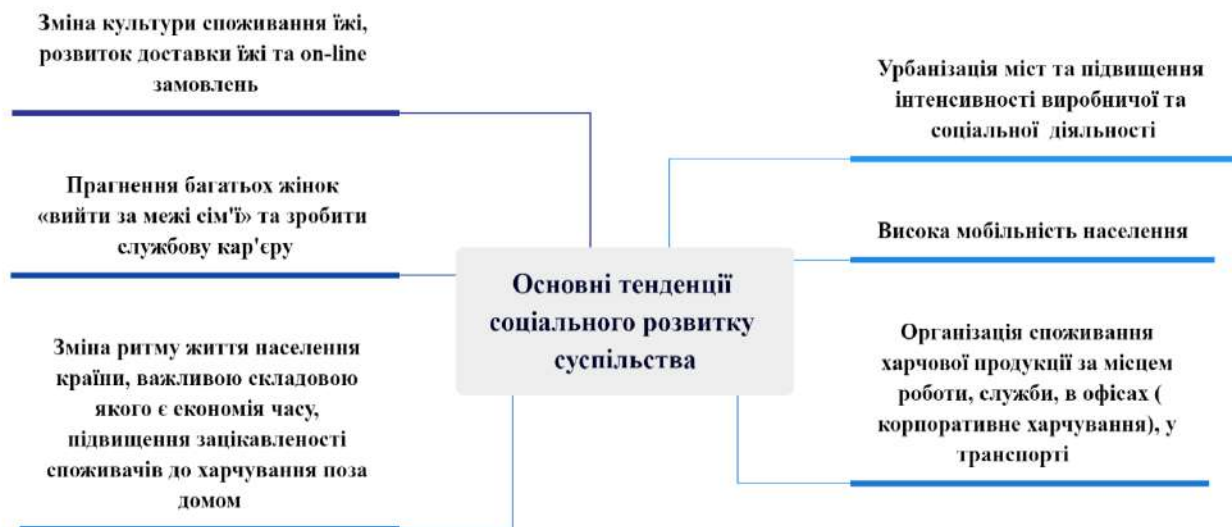 Зміна культури споживання їжі,
розвиток доставки їжі та on-line
замовлень
Прагнення багатьох жінок
«вийти за межі сім'ї» та зробити
службову кар'єру
Зміна ритму життя населення
країни, важливою складовою
якого є економія часу,
підвищення зацікавленості
споживачів до харчування поза
домом
Основні тенденції
соціального розвитку
суспільства
Урбанізація міст та підвищення
інтенсивності виробничої та
соціальної діяльності
Висока мобільність населення
Організація споживання
харчової продукції за місцем
роботи, служби, в офісах (
корпоративне харчування), у
транспорті